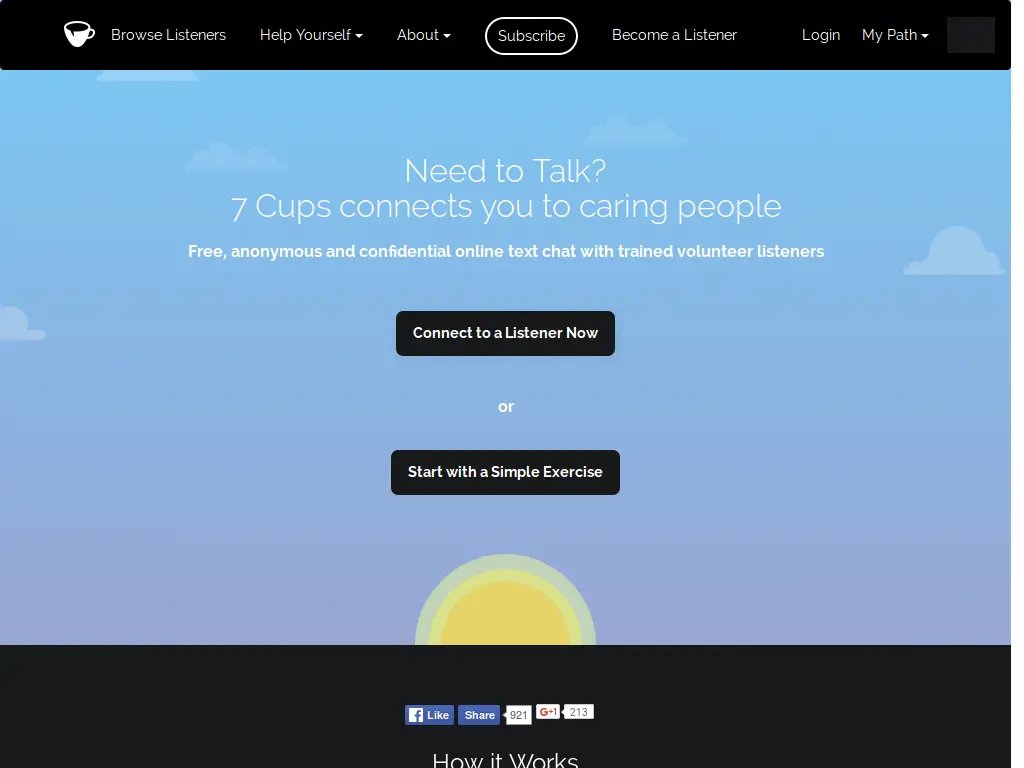 Browse Listeners
Help Yourself
About
Subscribe
Become a Listener
Login
My Path
Need to Talk?
7 Cups connects you to caring people
Free, anonymous and confidential online text chat with trained volunteer listeners
Connect to a Listener Now
or
Start with a Simple Exercise
Like
Share
921
G+1
213
How it Works